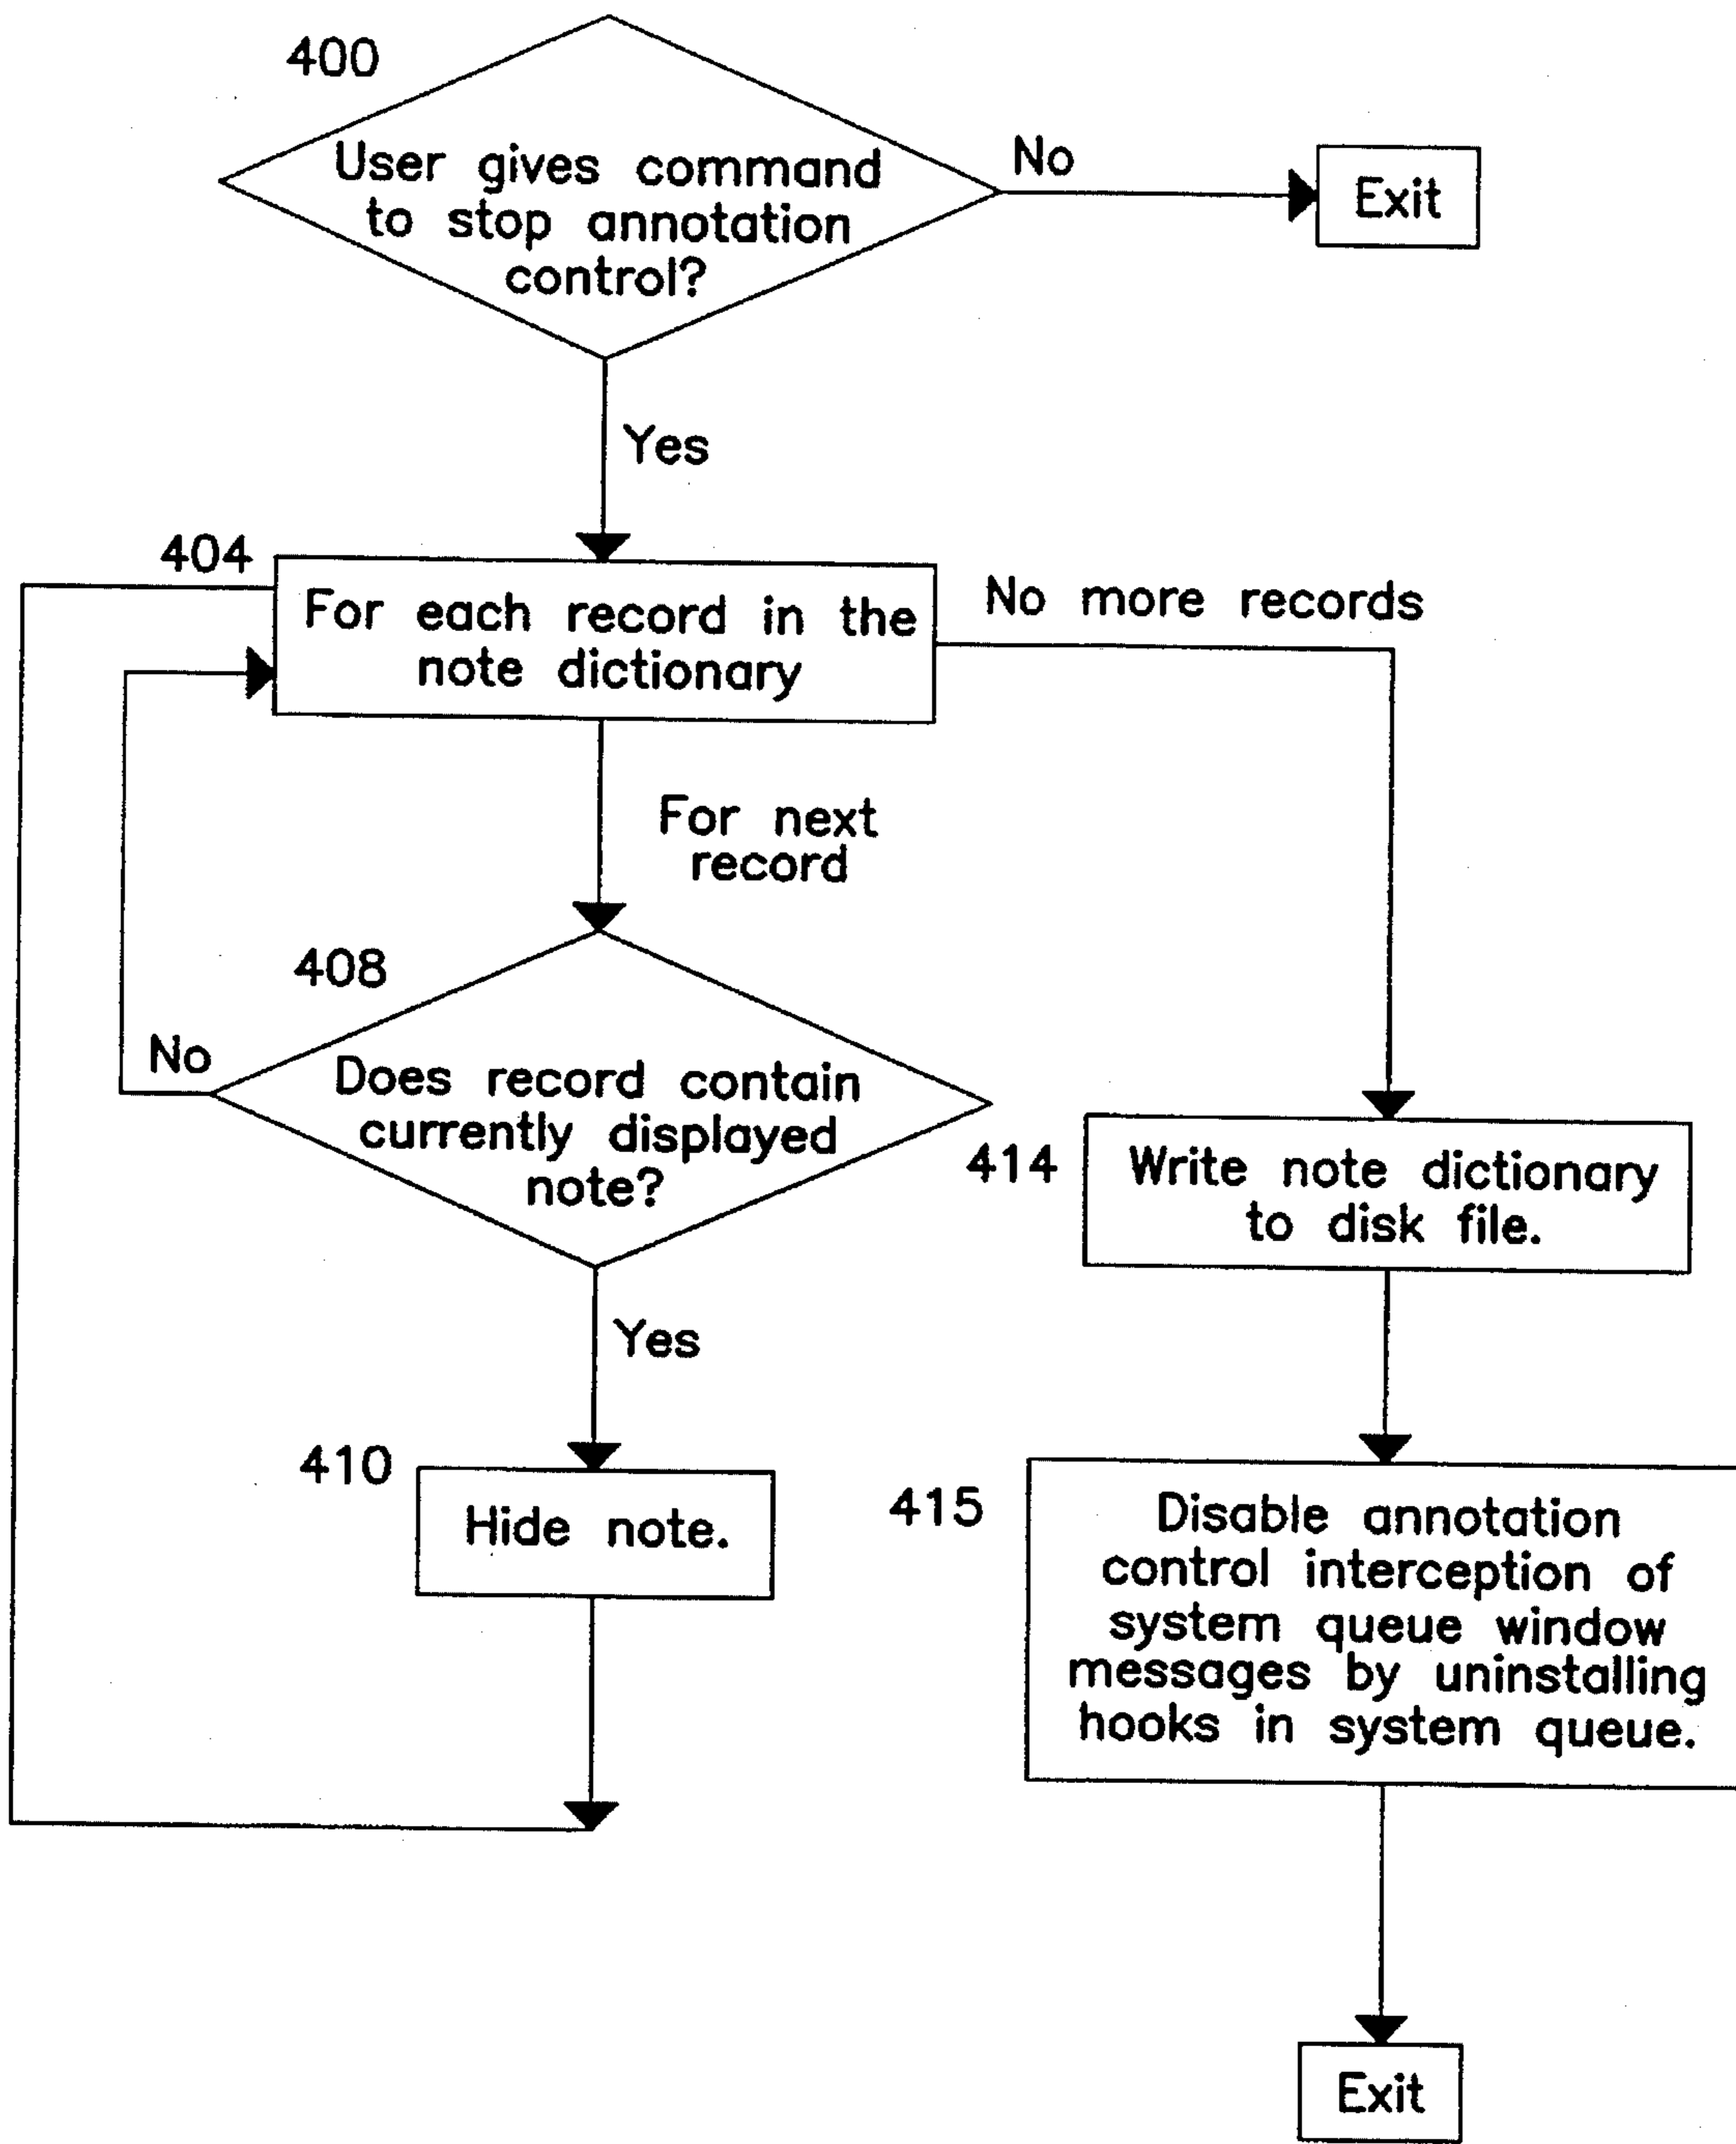 400
User gives command
to stop annotation
control?
No
Exit
Yes
404
For each record in the
note dictionary
No more records
For next
record
408
No
Does record contain
currently displayed
note?
Yes
410
Hide note.
414
Write note dictionary
to disk file.
415
Disable annotation
control interception of
system queue window
messages by uninstalling
hooks in system queue.
Exit